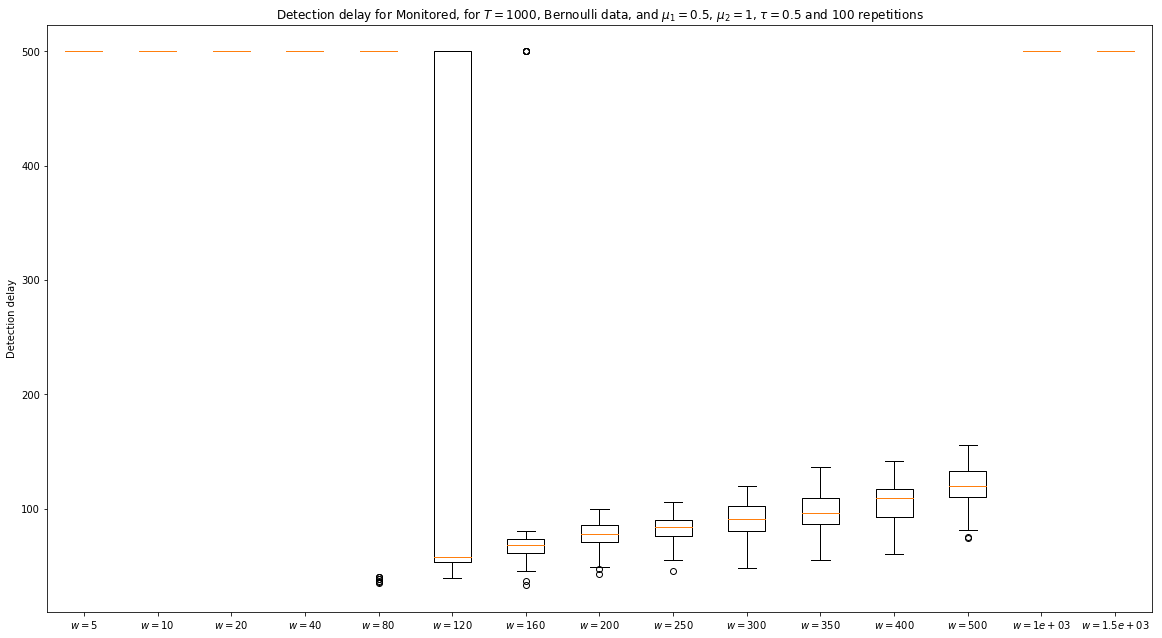 Detection delay for Monitored, for T = 1000, Bernoulli data, and μ₁ = 0.5, μ₂ = 1, τ = 0.5 and 100 repetitions
500
400
300
200
100
Detection delay
w = 5 w = 10 w = 20 w = 40 w = 80 w = 120 w = 160 w = 200 w = 250 w = 300 w = 350 w = 400 w = 500 w = 1e + 03 w = 1.5e + 03